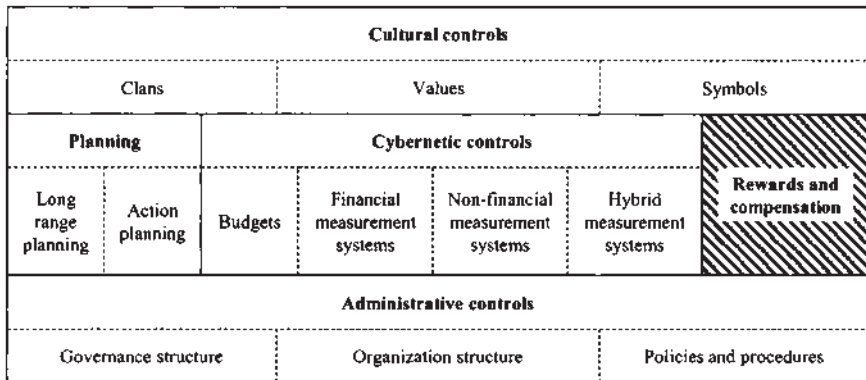 Cultural controls
Clans
Values
Symbols
Planning
Cybernetic controls
Rewards and
compensation
Long
range
planning
Action
planning
Budgets
Financial
measurement
systems
Non-financial
measurement
systems
Hybrid
measurement
systems
Administrative controls
Governance structure
Organization structure
Policies and procedures